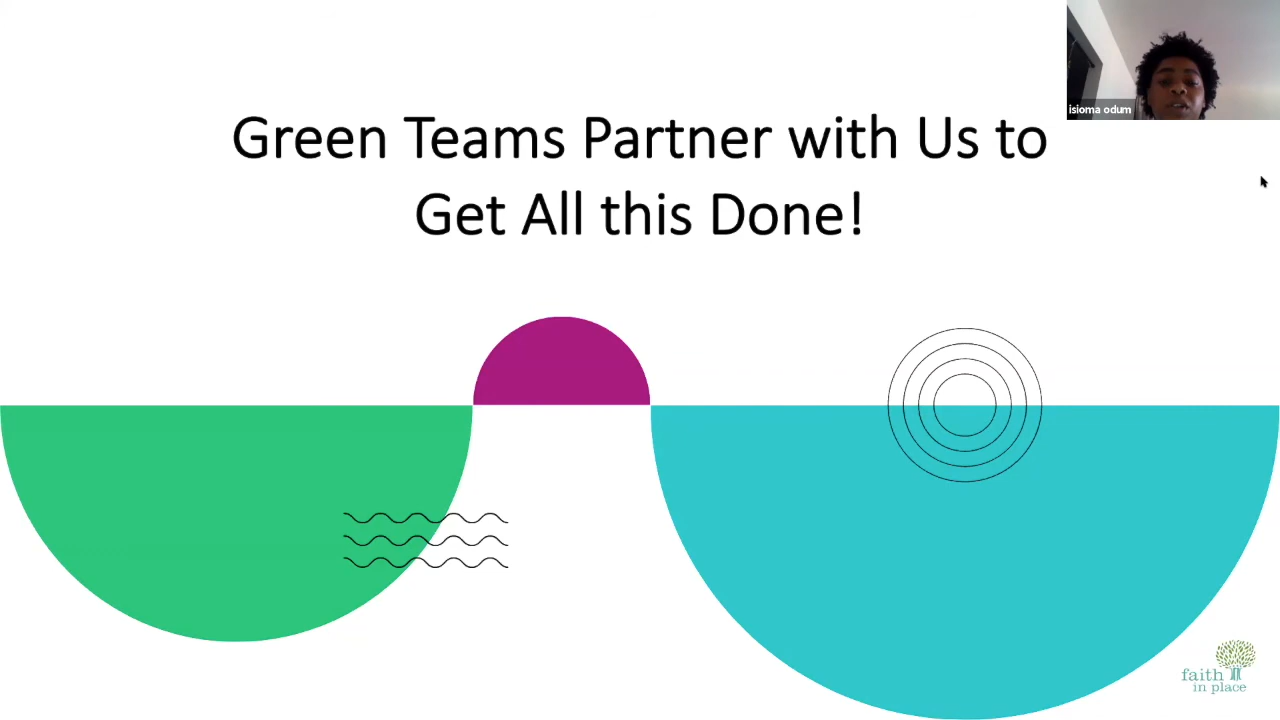 isioma odum
Green Teams Partner with Us to
Get All this Done!
faith
in place